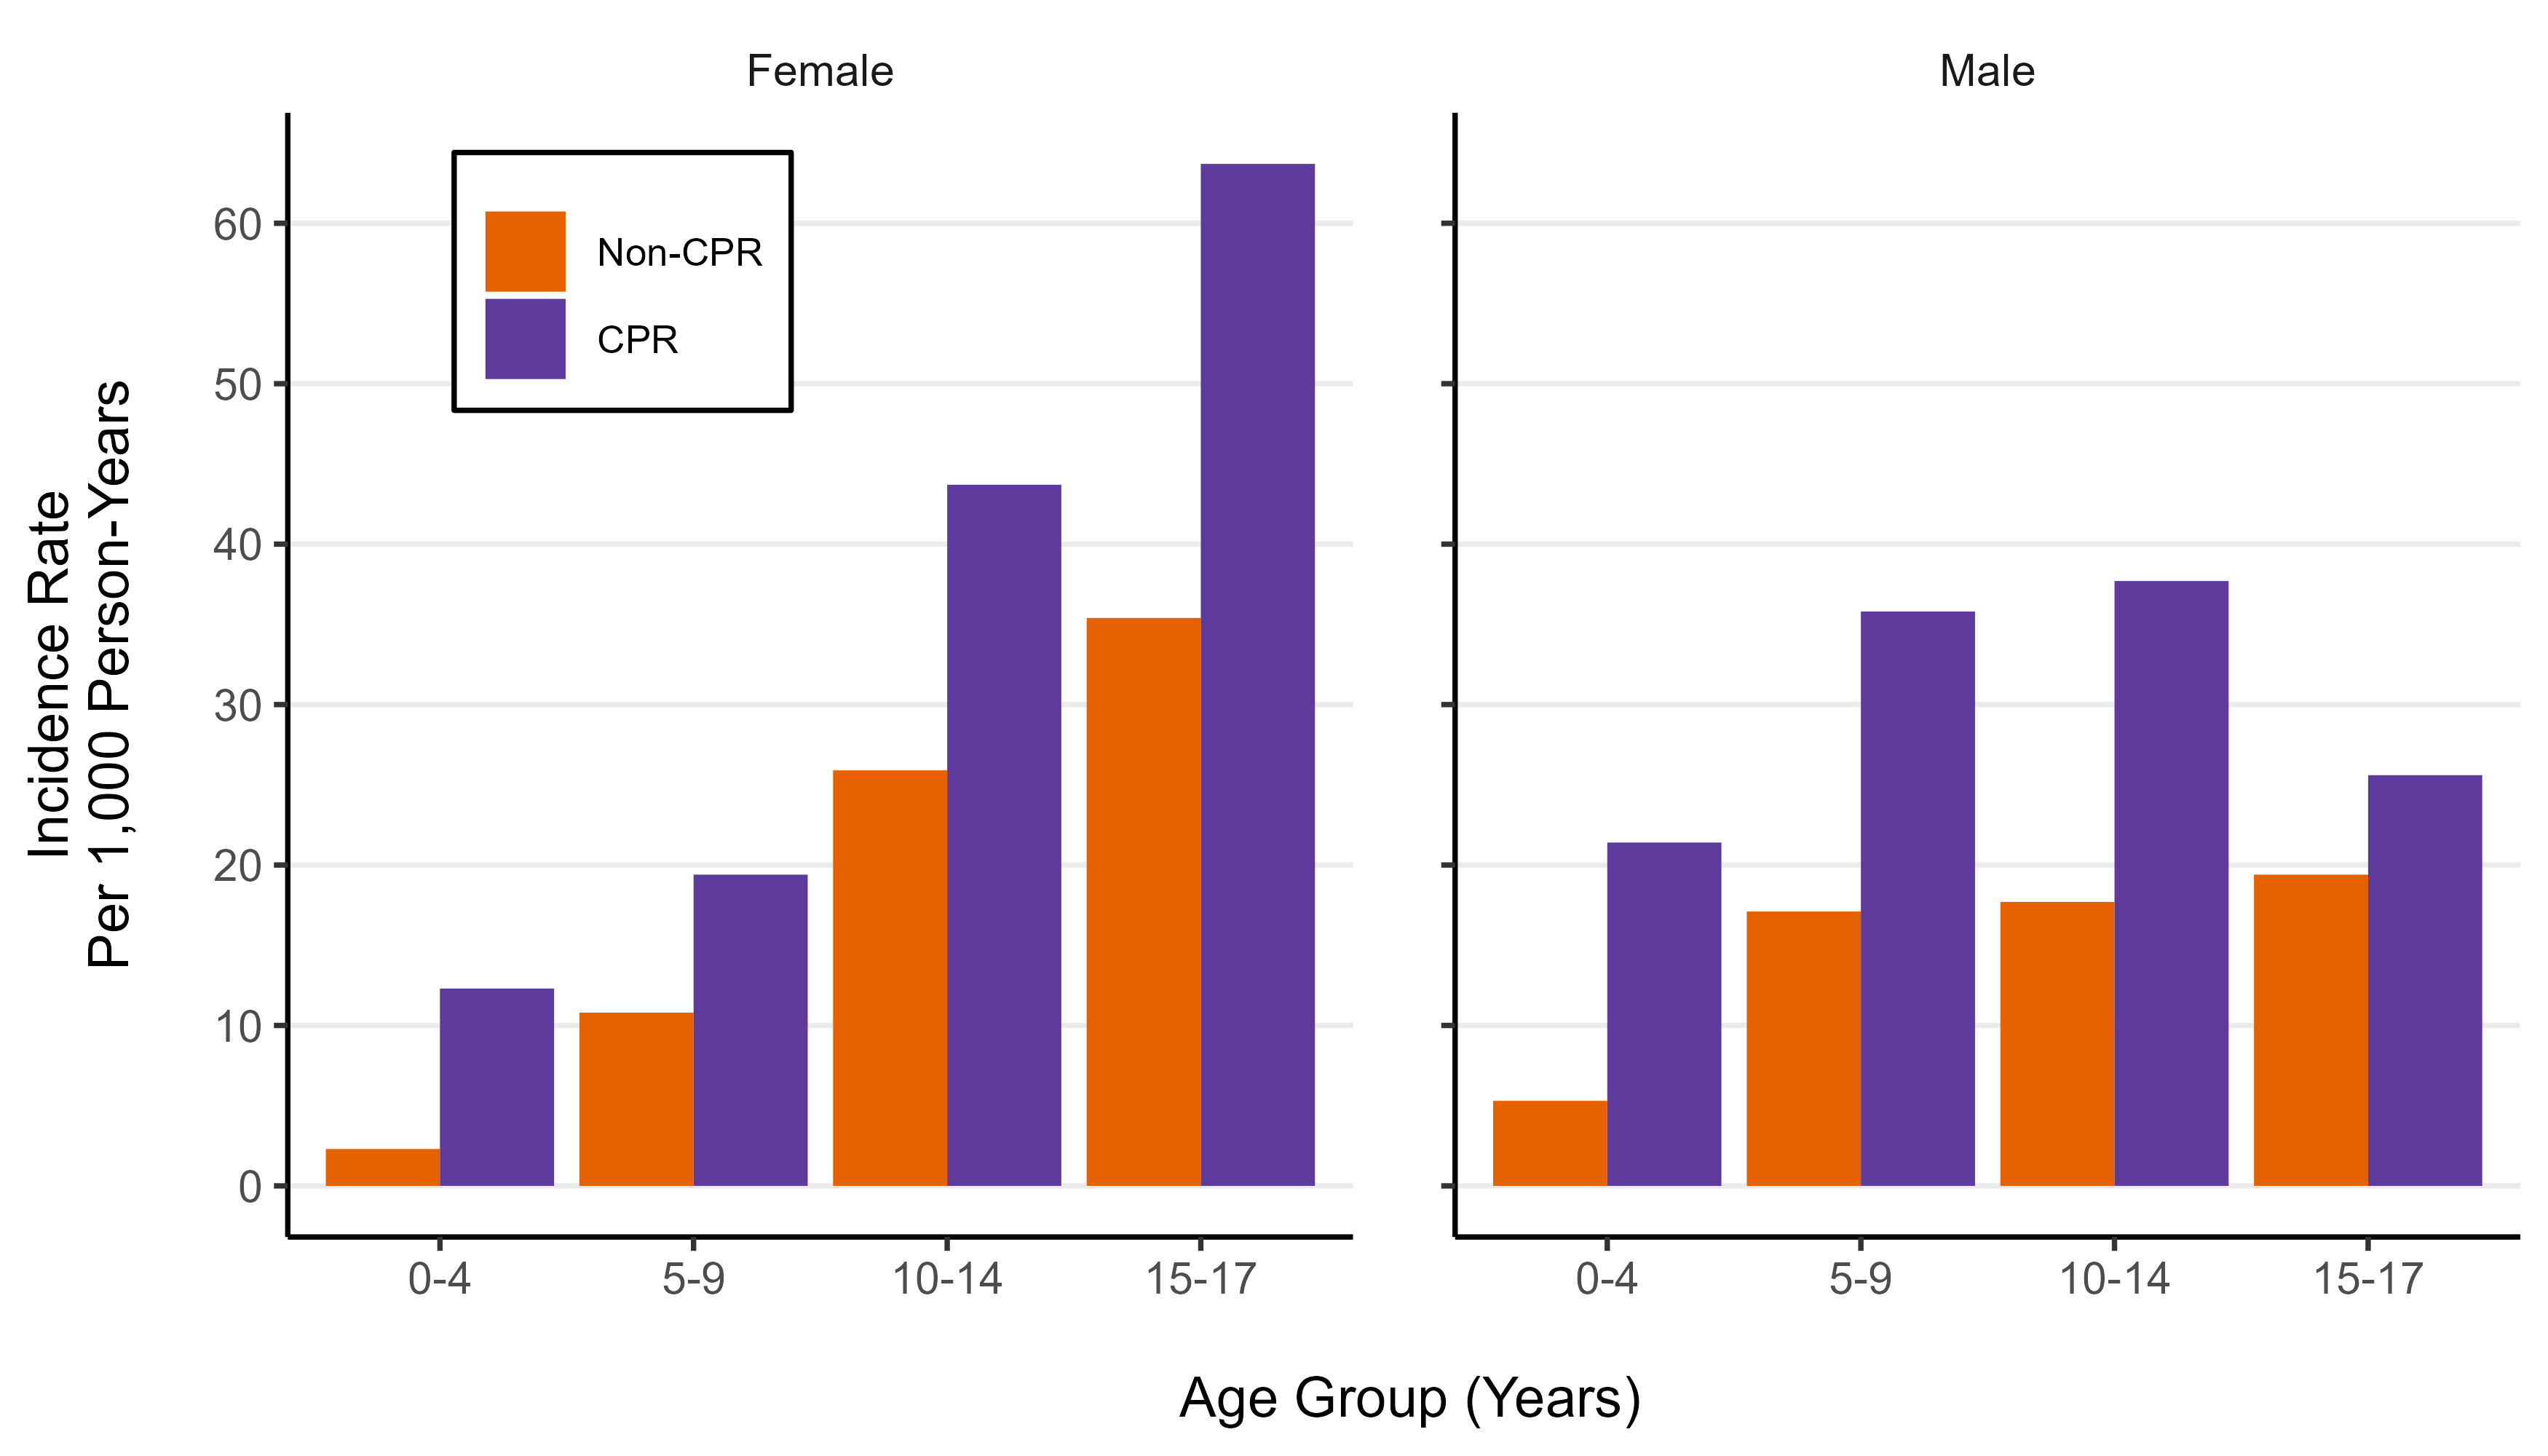 Female
Male
Non-CPR
CPR
Incidence Rate
Per 1,000 Person-Years
60
50
40
30
20
10
0
0-4
5-9
10-14
15-17
0-4
5-9
10-14
15-17
Age Group (Years)